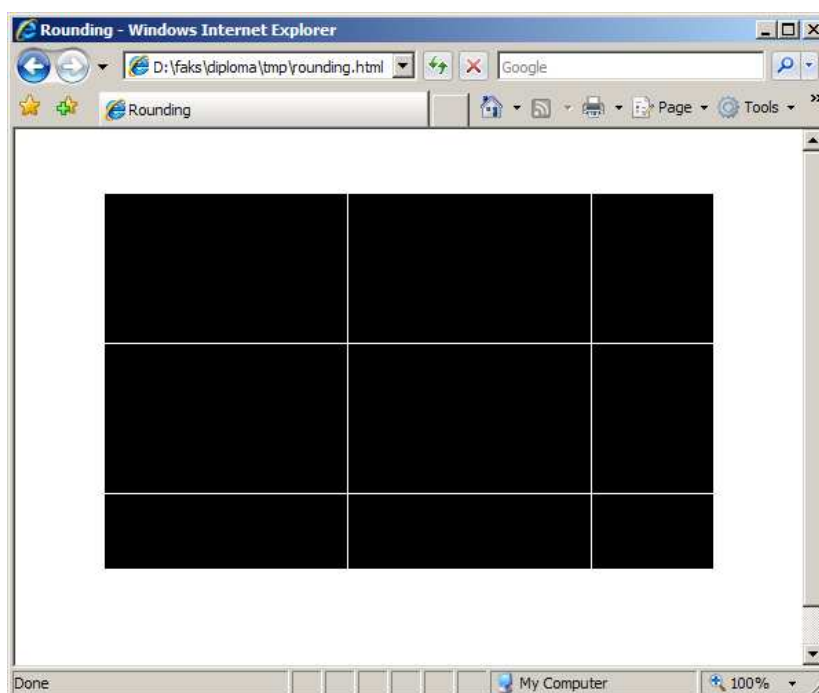 Rounding - Windows Internet Explorer
D:\faks\diploma\tmp\rounding.html
Google
Rounding
Page
Tools
»
Done
My Computer
100%